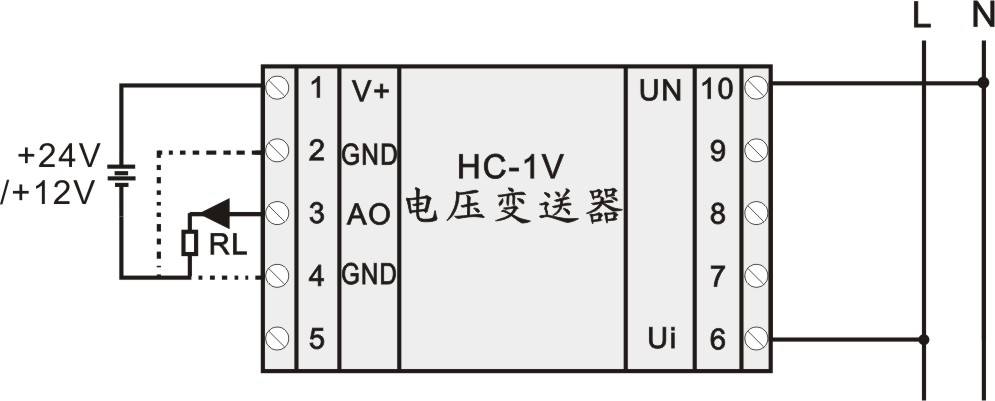 L N
1 V+ UN 10
2 GND 9
+24V
/+12V
HC-1V
电压变送器
3 AO 8
RL
4 GND 7
5 Ui 6